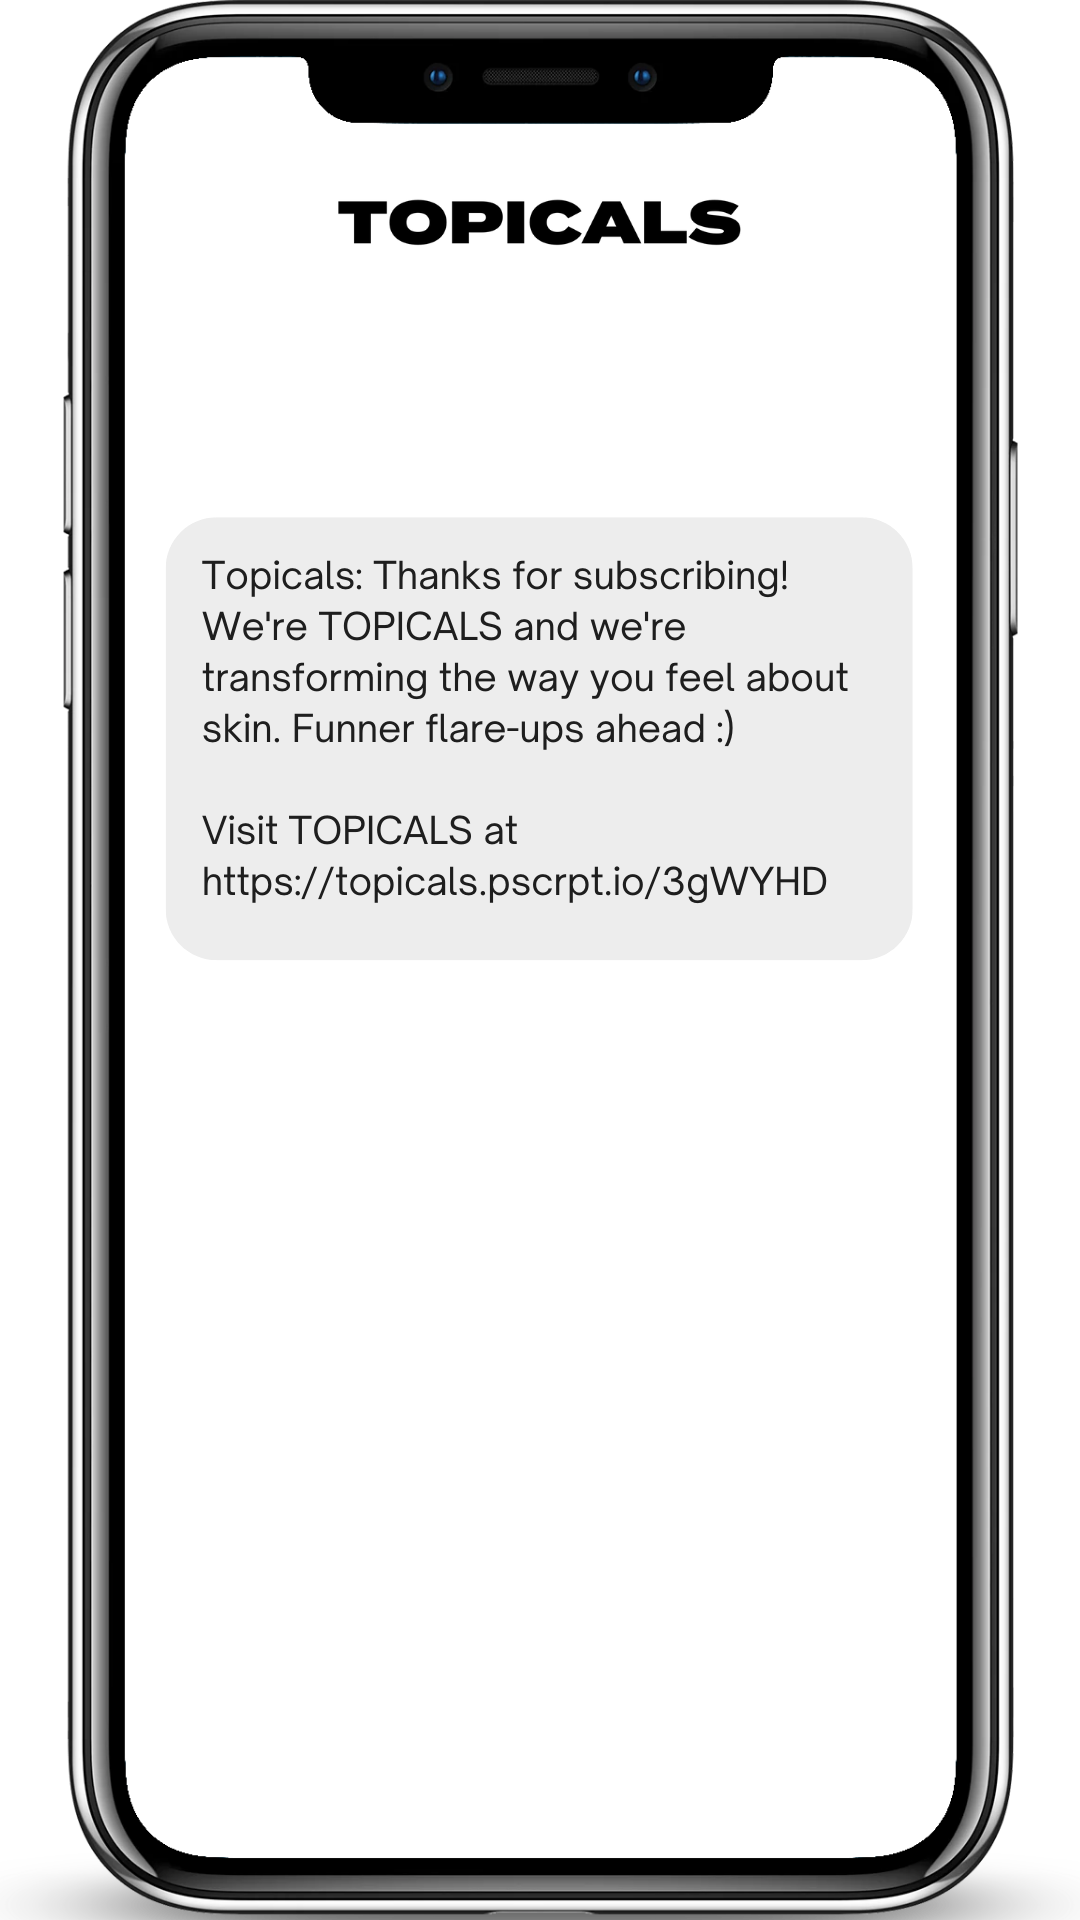 TOPICALS
Topicals: Thanks for subscribing!
We're TOPICALS and we're
transforming the way you feel about
skin. Funner flare-ups ahead :)
Visit TOPICALS at
https://topicals.pscrpt.io/3gWYHD